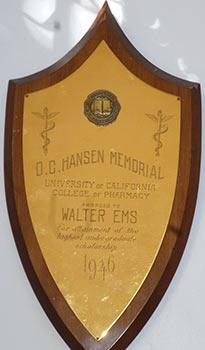 D.C. HANSEN MEMORIAL
UNIVERSITY OF CALIFORNIA
COLLEGE OF PHARMACY
AWARDED TO
WALTER EMS
For attainment of the
highest undergraduate
scholarship
1946